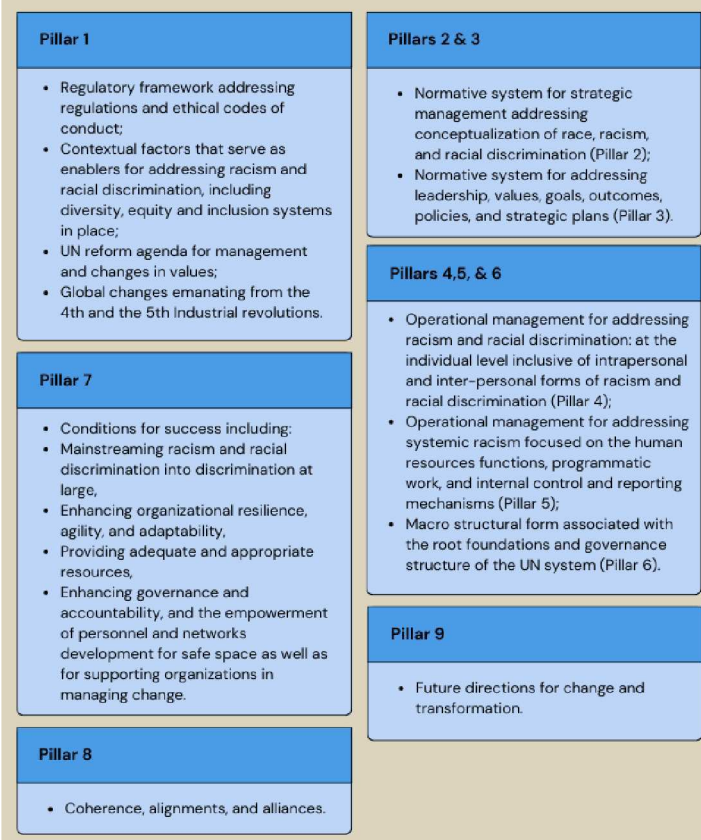 Pillar 1
• Regulatory framework addressing
regulations and ethical codes of
conduct;
• Contextual factors that serve as
enablers for addressing racism and
racial discrimination, including
diversity, equity and inclusion systems
in place;
• UN reform agenda for management
and changes in values;
• Global changes emanating from the
4th and the 5th Industrial revolutions.
Pillars 2 & 3
• Normative system for strategic
management addressing
conceptualization of race, racism,
and racial discrimination (Pillar 2);
• Normative system for addressing
leadership, values, goals, outcomes,
policies, and strategic plans (Pillar 3).
Pillars 4,5, & 6
• Operational management for addressing
racism and racial discrimination: at the
individual level inclusive of intrapersonal
and inter-personal forms of racism and
racial discrimination (Pillar 4);
• Operational management for addressing
systemic racism focused on the human
resources functions, programmatic
work, and internal control and reporting
mechanisms (Pillar 5);
• Macro structural form associated with
the root foundations and governance
structure of the UN system (Pillar 6).
Pillar 7
• Conditions for success including:
• Mainstreaming racism and racial
discrimination into discrimination at
large,
• Enhancing organizational resilience,
agility, and adaptability,
• Providing adequate and appropriate
resources,
• Enhancing governance and
accountability, and the empowerment
of personnel and networks
development for safe space as well as
for supporting organizations in
managing change.
Pillar 8
• Coherence, alignments, and alliances.
Pillar 9
• Future directions for change and
transformation.